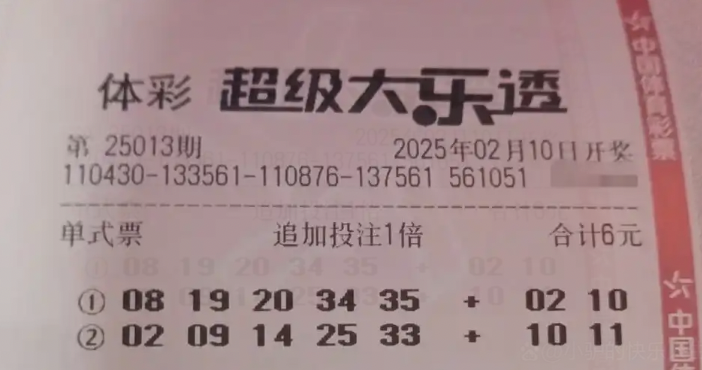 体彩 超级大乐透
第 25013期 2025年02月10日开奖
110430-133561-110876-137561 561051
单式票 追加投注1倍 合计6元
① 08 19 20 34 35 + 02 10
② 02 09 14 25 33 + 10 11
中国体育彩票
中国体